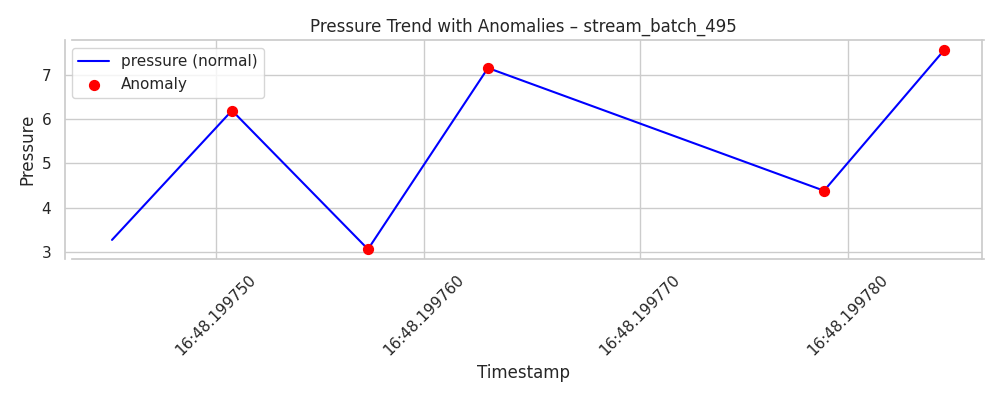 Pressure Trend with Anomalies – stream_batch_495
pressure (normal)
Anomaly
Pressure
7
6
5
4
3
16:48.199750
16:48.199760
16:48.199770
16:48.199780
Timestamp